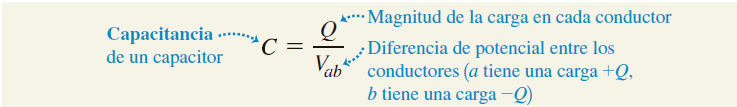 Capacitancia
de un capacitor
C = Q / V_ab
Magnitud de la carga en cada conductor
Diferencia de potencial entre los
conductores (a tiene una carga +Q,
b tiene una carga −Q)